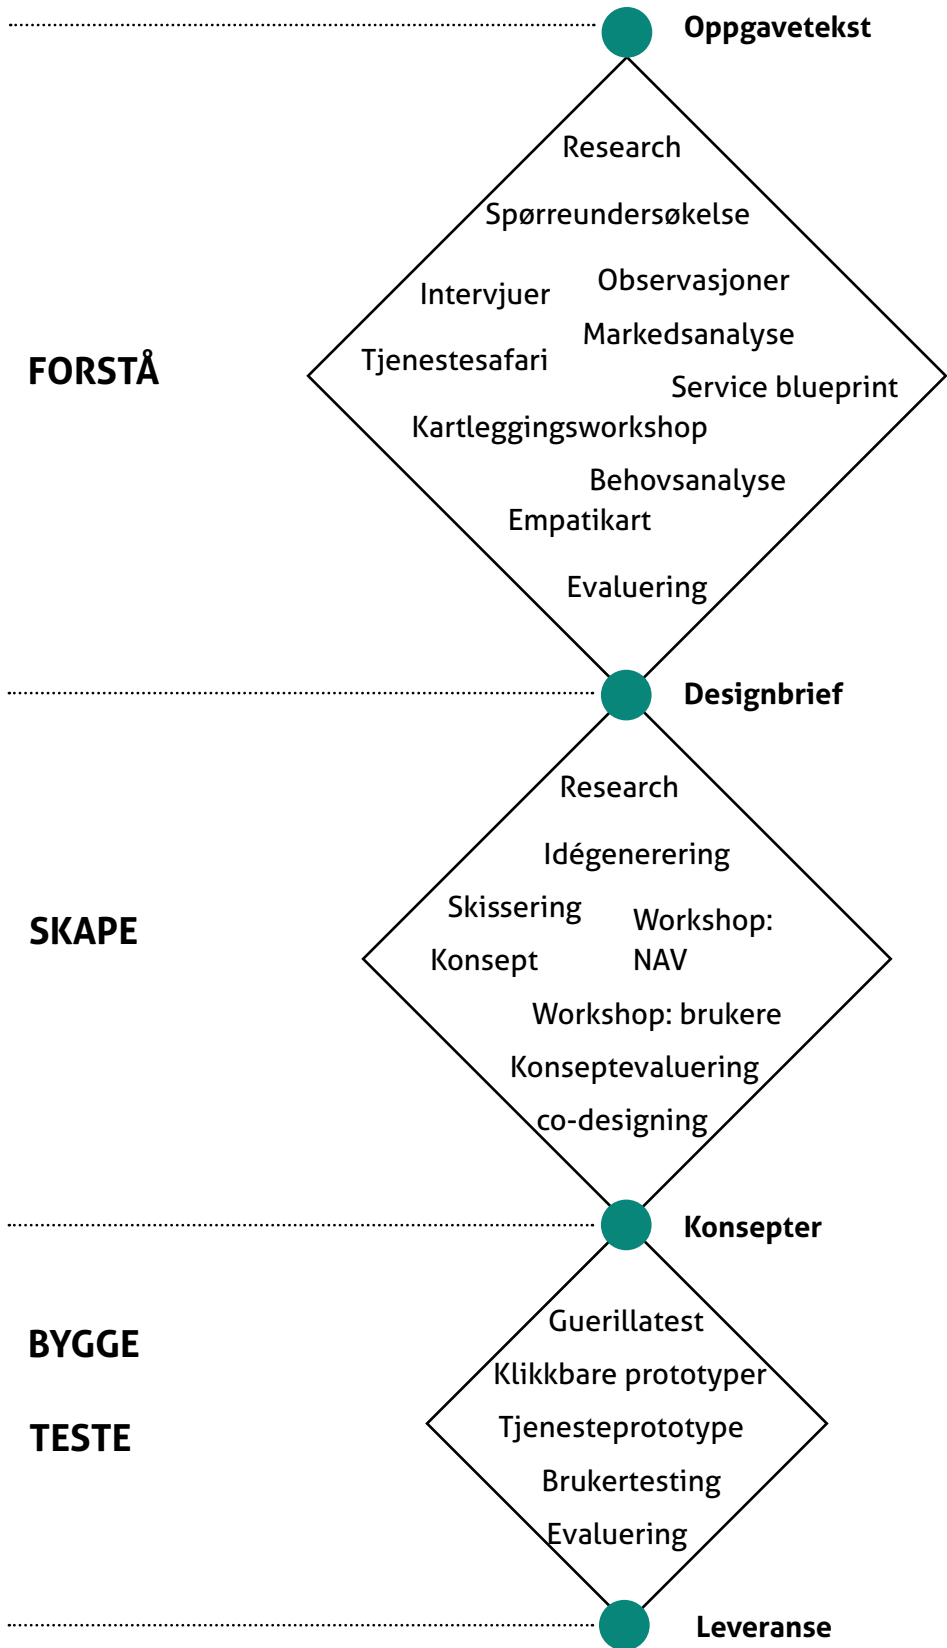 Oppgavetekst
Research
Spørreundersøkelse
Intervjuer
Observasjoner
Markedsanalyse
Tjenestesafari
FORSTÅ
Service blueprint
Kartleggingsworkshop
Behovsanalyse
Empatikart
Evaluering
Designbrief
Research
Idégenerering
Skissering
Workshop:
NAV
SKAPE
Konsept
Workshop: brukere
Konseptevaluering
co-designing
Konsepter
Guerillatest
BYGGE
Klikkbare prototyper
Tjenesteprototype
TESTE
Brukertesting
Evaluering
Leveranse